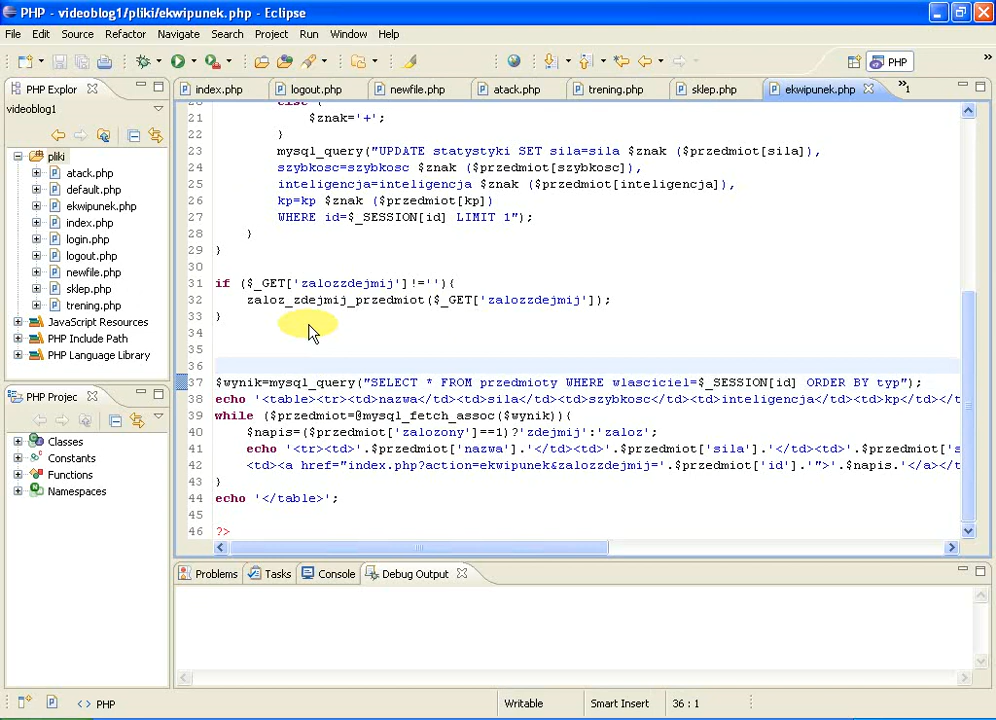 PHP - videoblog1/pliki/ekwipunek.php - Eclipse
File Edit Source Refactor Navigate Search Project Run Window Help
PHP
PHP Explor
index.php logout.php newfile.php atack.php trening.php sklep.php ekwipunek.php »1
videoblog1
pliki
atack.php
default.php
ekwipunek.php
index.php
login.php
logout.php
newfile.php
sklep.php
trening.php
JavaScript Resources
PHP Include Path
PHP Language Library
PHP Projec
Classes
Constants
Functions
Namespaces
20 else {
21 $znak='+';
22 }
23 mysql_query("UPDATE statystyki SET sila=sila $znak ($przedmiot[sila]),
24 szybkosc=szybkosc $znak ($przedmiot[szybkosc]),
25 inteligencja=inteligencja $znak ($przedmiot[inteligencja]),
26 kp=kp $znak ($przedmiot[kp])
27 WHERE id=$_SESSION[id] LIMIT 1");
28 }
29 }
30
31 if ($_GET['zalozzdejmij']!=''){
32 zaloz_zdejmij_przedmiot($_GET['zalozzdejmij']);
33 }
34
35
36
37 $wynik=mysql_query("SELECT * FROM przedmioty WHERE wlasciciel=$_SESSION[id] ORDER BY typ");
38 echo '<table><tr><td>nazwa</td><td>sila</td><td>szybkosc</td><td>inteligencja</td><td>kp</td></t
39 while ($przedmiot=@mysql_fetch_assoc($wynik)){
40 $napis=($przedmiot['zalozony']==1)?'zdejmij':'zaloz';
41 echo '<tr><td>'.$przedmiot['nazwa'].'</td><td>'.$przedmiot['sila'].'</td><td>'.$przedmiot['s
42 <td><a href="index.php?action=ekwipunek&zalozzdejmij='.$przedmiot['id'].'">'.$napis.'</a></t
43 }
44 echo '</table>';
45
46 ?>
Problems Tasks Console Debug Output
PHP Writable Smart Insert 36 : 1